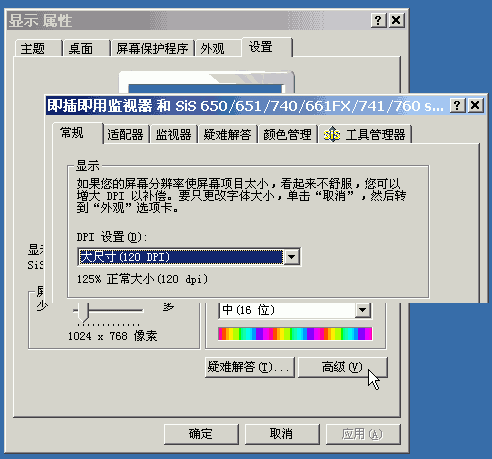 显示 属性
主题
桌面
屏幕保护程序
外观
设置
即插即用监视器 和 SiS 650/651/740/661FX/741/760 s...
常规
适配器
监视器
疑难解答
颜色管理
SiS
工具管理器
显示
如果您的屏幕分辨率使屏幕项目太小，看起来不舒服，您可以
增大 DPI 以补偿。要只更改字体大小，单击“取消”，然后转
到“外观”选项卡。
DPI 设置(D):
大尺寸(120 DPI)
125% 正常大小(120 dpi)
显
SiS
屏
少
多
1024 x 768 像素
中(16 位)
疑难解答(T)...
高级(V)
确定
取消
应用(A)